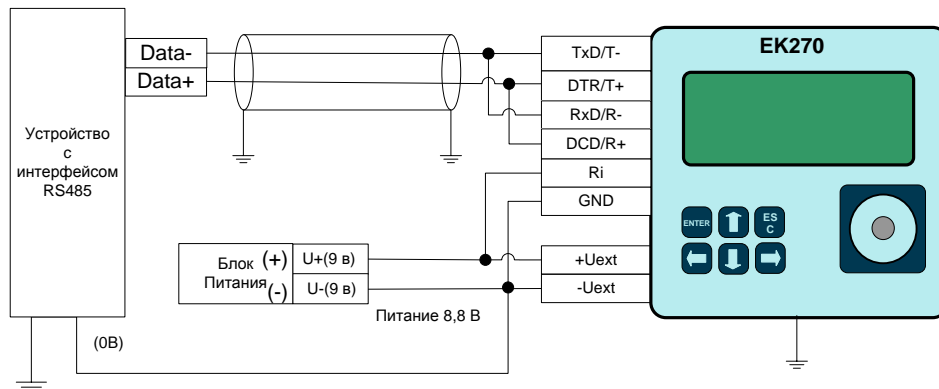 Устройство
с
интерфейсом
RS485
Data-
Data+
TxD/T-
DTR/T+
RxD/R-
DCD/R+
Ri
GND
+Uext
-Uext
EK270
ENTER
ES
C
Блок
Питания
(+)
(-)
U+(9 в)
U-(9 в)
Питание 8,8 В
(0В)